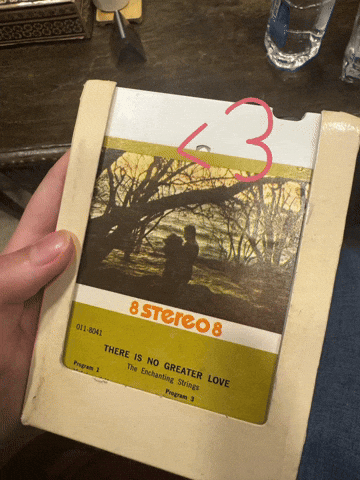 <3
8 STEREO 8
011-8041
THERE IS NO GREATER LOVE
The Enchanting Strings
Program 1
Program 3